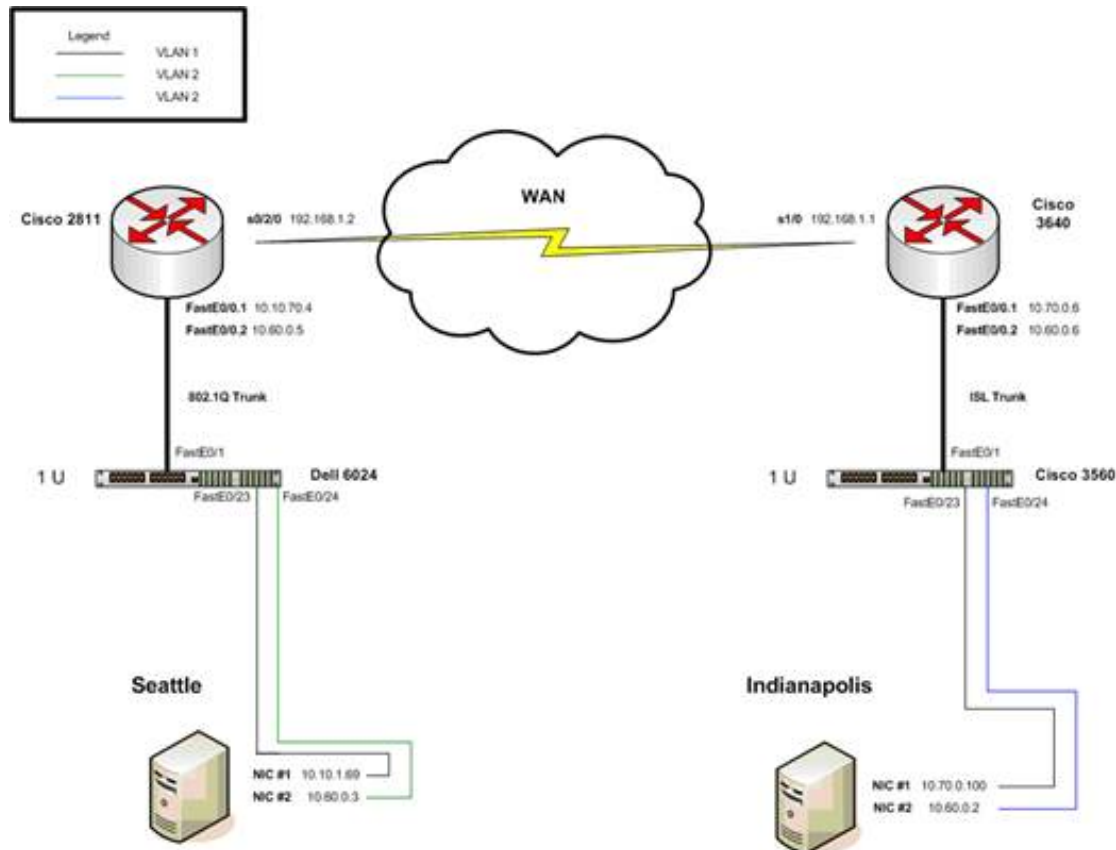 Legend
VLAN 1
VLAN 2
VLAN 2
WAN
Cisco 2811
s0/2/0 192.168.1.2
s1/0 192.168.1.1
Cisco
3640
FastE0/0.1 10.10.70.4
FastE0/0.2 10.60.0.5
FastE0/0.1 10.70.0.6
FastE0/0.2 10.60.0.6
802.1Q Trunk
ISL Trunk
FastE0/1
FastE0/1
1 U
Dell 6024
1 U
Cisco 3560
FastE0/23
FastE0/24
FastE0/23
FastE0/24
Seattle
Indianapolis
NIC #1 10.10.1.69
NIC #2 10.60.0.3
NIC #1 10.70.0.100
NIC #2 10.60.0.2